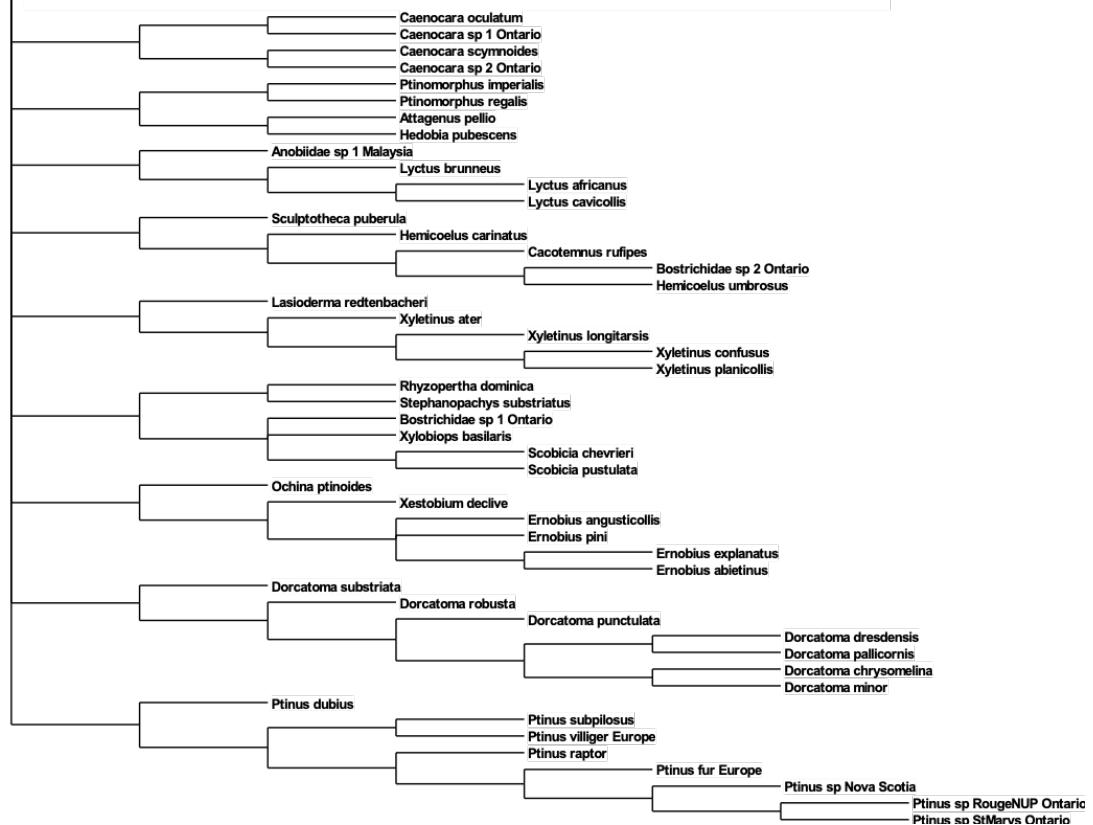 Caenocara oculatum
Caenocara sp 1 Ontario
Caenocara scymnoides
Caenocara sp 2 Ontario
Ptinomorphus imperialis
Ptinomorphus regalis
Attagenus pellio
Hedobia pubescens
Anobiidae sp 1 Malaysia
Lyctus brunneus
Lyctus africanus
Lyctus cavicollis
Sculptotheca puberula
Hemicoelus carinatus
Cacotemnus rufipes
Bostrichidae sp 2 Ontario
Hemicoelus umbrosus
Lasioderma redtenbacheri
Xyletinus ater
Xyletinus longitarsis
Xyletinus confusus
Xyletinus planicollis
Rhyzopertha dominica
Stephanopachys substriatus
Bostrichidae sp 1 Ontario
Xylobiops basilaris
Scobicia chevrieri
Scobicia pustulata
Ochina ptinoides
Xestobium declive
Ernobius angusticollis
Ernobius pini
Ernobius explanatus
Ernobius abietinus
Dorcatoma substriata
Dorcatoma robusta
Dorcatoma punctulata
Dorcatoma dresdensis
Dorcatoma pallicornis
Dorcatoma chrysomelina
Dorcatoma minor
Ptinus dubius
Ptinus subpilosus
Ptinus villiger Europe
Ptinus raptor
Ptinus fur Europe
Ptinus sp Nova Scotia
Ptinus sp RougeNUP Ontario
Ptinus sp StMarys Ontario